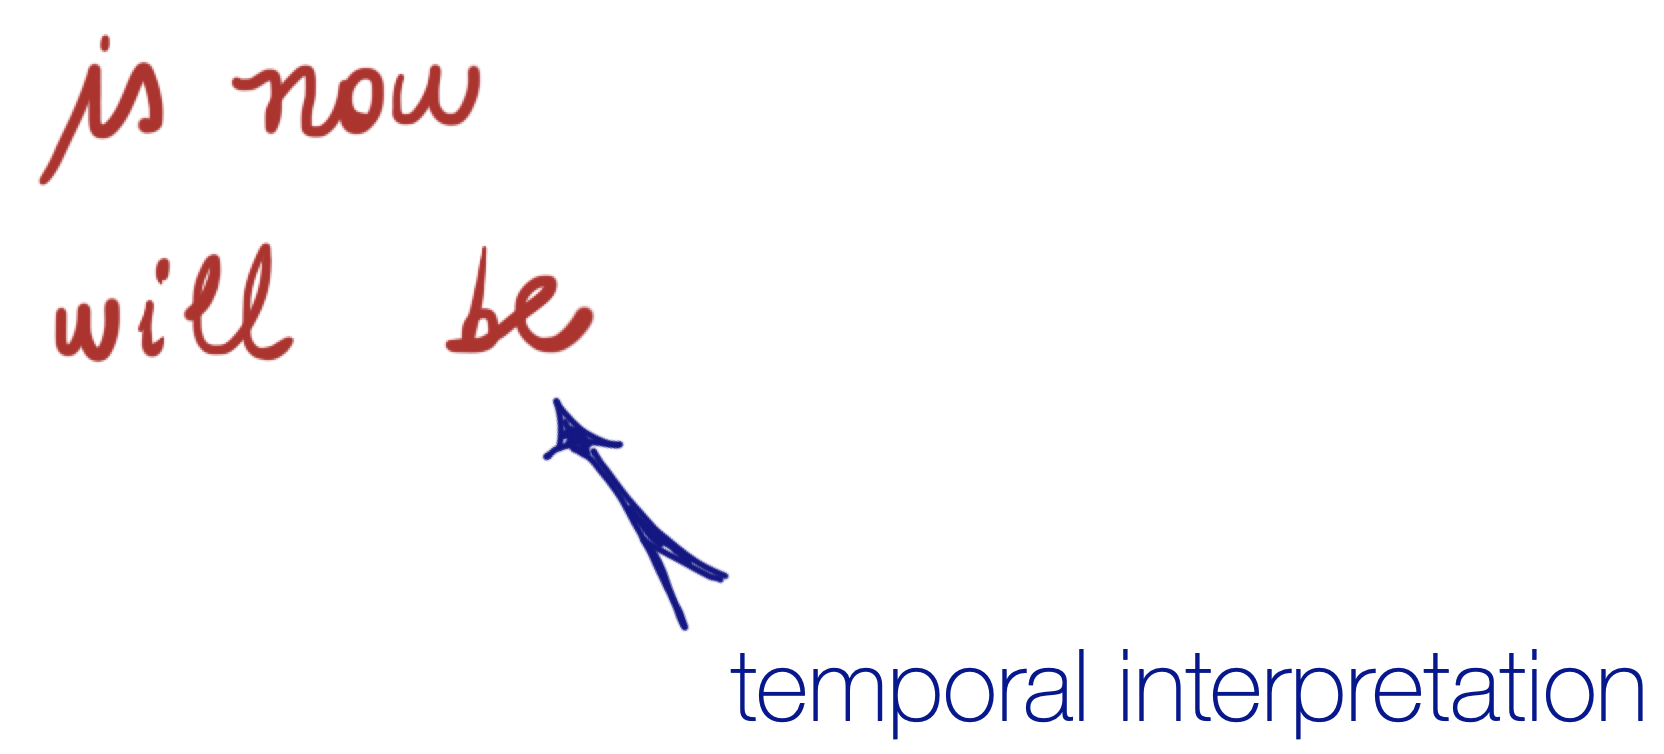 is now
will be
temporal interpretation